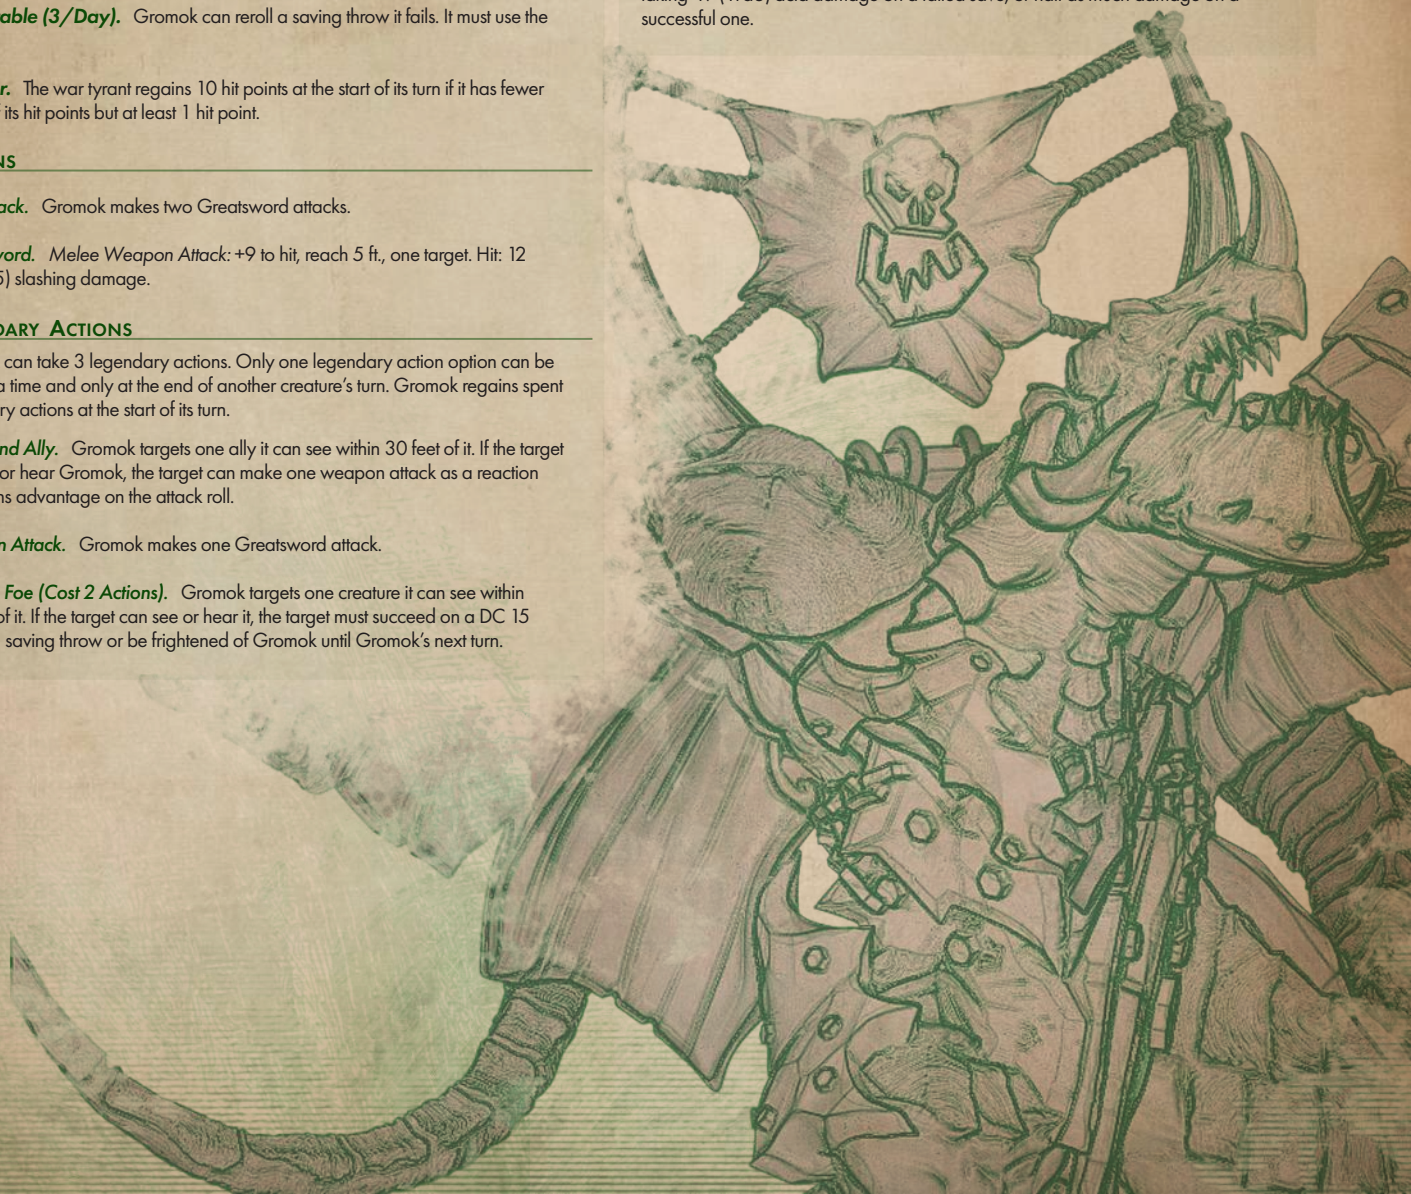 able (3/Day). Gromok can reroll a saving throw it fails. It must use the
r. The war tyrant regains 10 hit points at the start of its turn if it has fewer
its hit points but at least 1 hit point.
NS
ack. Gromok makes two Greatsword attacks.
word. Melee Weapon Attack: +9 to hit, reach 5 ft., one target. Hit: 12
5) slashing damage.
DARY ACTIONS
can take 3 legendary actions. Only one legendary action option can be
a time and only at the end of another creature's turn. Gromok regains spent
ry actions at the start of its turn.
nd Ally. Gromok targets one ally it can see within 30 feet of it. If the target
or hear Gromok, the target can make one weapon attack as a reaction
ns advantage on the attack roll.
n Attack. Gromok makes one Greatsword attack.
Foe (Cost 2 Actions). Gromok targets one creature it can see within
of it. If the target can see or hear it, the target must succeed on a DC 15
saving throw or be frightened of Gromok until Gromok's next turn.
successful one.